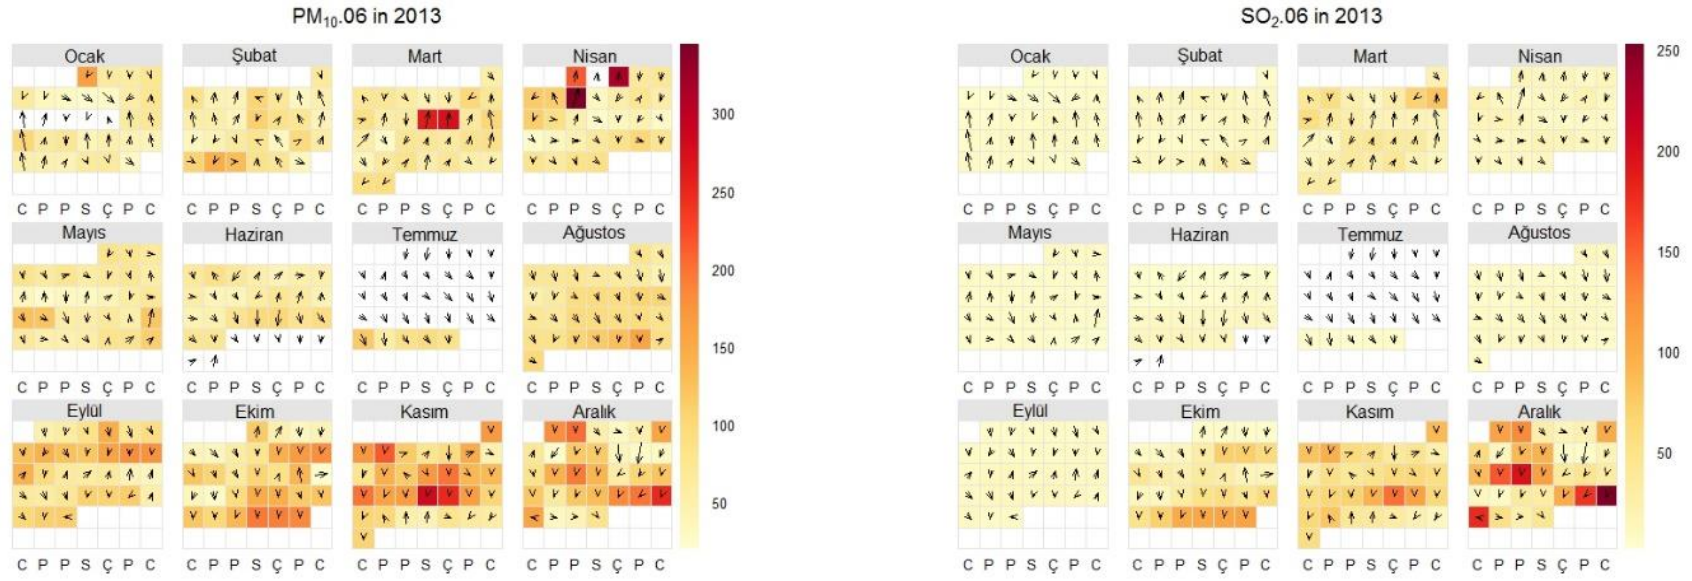 PM₁₀.06 in 2013
Ocak Şubat Mart Nisan
C P P S Ç P C C P P S Ç P C C P P S Ç P C C P P S Ç P C
Mayıs Haziran Temmuz Ağustos
C P P S Ç P C C P P S Ç P C C P P S Ç P C C P P S Ç P C
Eylül Ekim Kasım Aralık
C P P S Ç P C C P P S Ç P C C P P S Ç P C C P P S Ç P C
300
250
200
150
100
50
SO₂.06 in 2013
Ocak Şubat Mart Nisan
C P P S Ç P C C P P S Ç P C C P P S Ç P C C P P S Ç P C
Mayıs Haziran Temmuz Ağustos
C P P S Ç P C C P P S Ç P C C P P S Ç P C C P P S Ç P C
Eylül Ekim Kasım Aralık
C P P S Ç P C C P P S Ç P C C P P S Ç P C C P P S Ç P C
250
200
150
100
50